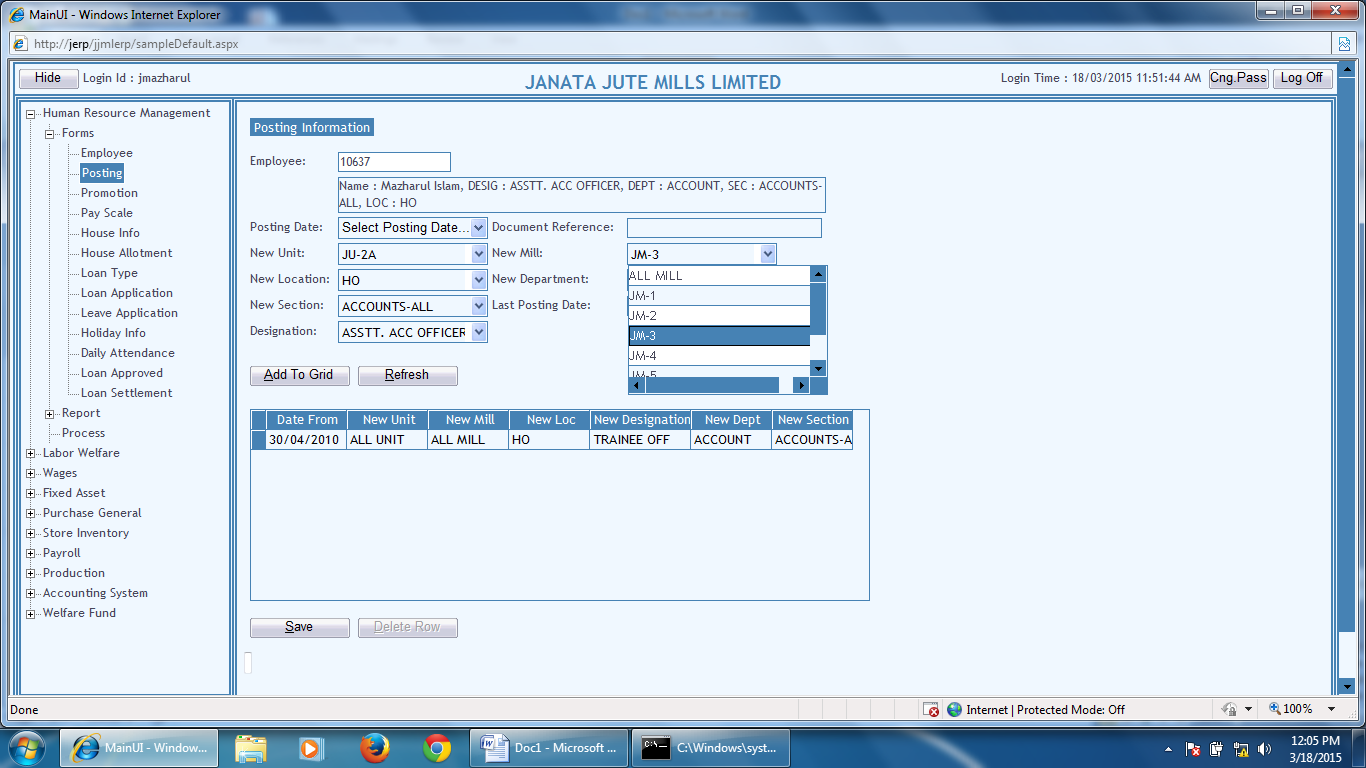 MainUI - Windows Internet Explorer
http://jerp/jjmlerp/sampleDefault.aspx
Hide Login Id : jmazharul JANATA JUTE MILLS LIMITED Login Time : 18/03/2015 11:51:44 AM Cng.Pass Log Off
Human Resource Management
Forms
Employee
Posting
Promotion
Pay Scale
House Info
House Allotment
Loan Type
Loan Application
Leave Application
Holiday Info
Daily Attendance
Loan Approved
Loan Settlement
Report
Process
Labor Welfare
Wages
Fixed Asset
Purchase General
Store Inventory
Payroll
Production
Accounting System
Welfare Fund
Posting Information
Employee: 10637
Name : Mazharul Islam, DESIG : ASSTT. ACC OFFICER, DEPT : ACCOUNT, SEC : ACCOUNTS-
ALL, LOC : HO
Posting Date: Select Posting Date... Document Reference:
New Unit: JU-2A New Mill: JM-3
New Location: HO New Department:
New Section: ACCOUNTS-ALL Last Posting Date:
Designation: ASSTT. ACC OFFICER
ALL MILL
JM-1
JM-2
JM-3
JM-4
JM-5
Add To Grid Refresh
Date From New Unit New Mill New Loc New Designation New Dept New Section
30/04/2010 ALL UNIT ALL MILL HO TRAINEE OFF ACCOUNT ACCOUNTS-A
Save Delete Row
Done Internet | Protected Mode: Off 100%
MainUI - Window... Doc1 - Microsoft ... C:\Windows\syst... 12:05 PM
3/18/2015